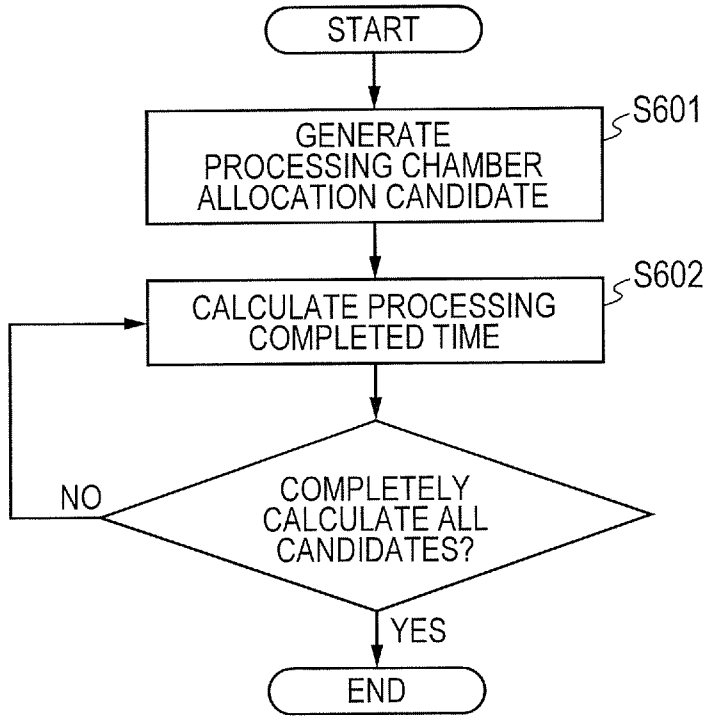 START
S601
GENERATE
PROCESSING CHAMBER
ALLOCATION CANDIDATE
S602
CALCULATE PROCESSING
COMPLETED TIME
NO
COMPLETELY
CALCULATE ALL
CANDIDATES?
YES
END